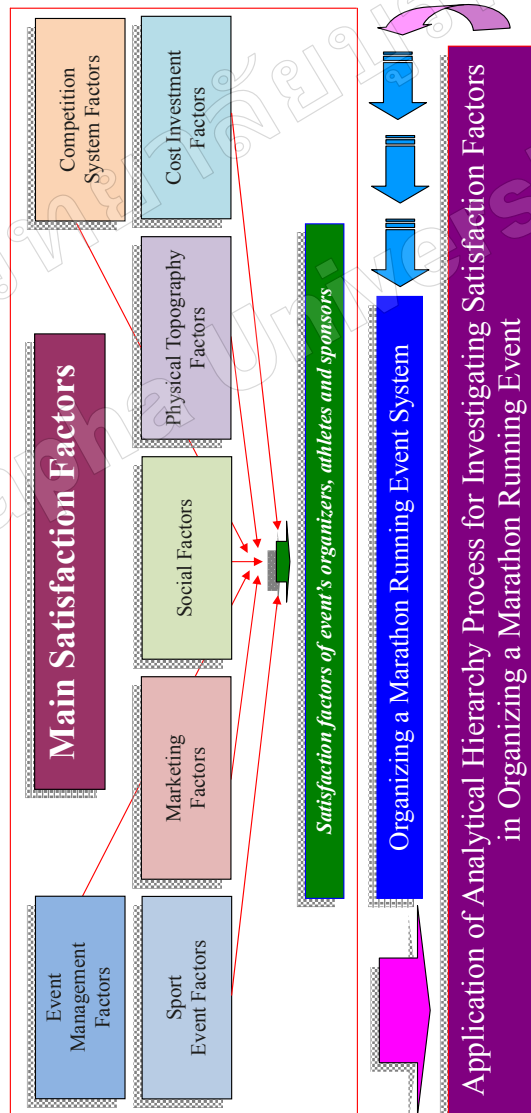 Event
Management
Factors
Main Satisfaction Factors
Competition
System Factors
Sport
Event Factors
Marketing
Factors
Social Factors
Physical Topography
Factors
Cost Investment
Factors
Satisfaction factors of event's organizers, athletes and sponsors
Organizing a Marathon Running Event System
Application of Analytical Hierarchy Process for Investigating Satisfaction Factors
in Organizing a Marathon Running Event